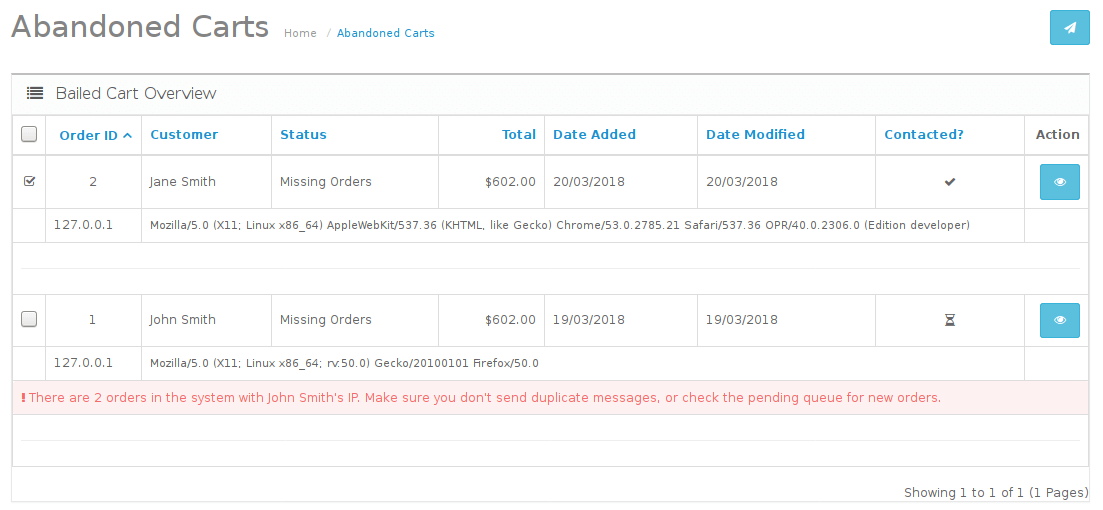 Abandoned Carts Home / Abandoned Carts
Bailed Cart Overview
Order ID Customer Status Total Date Added Date Modified Contacted? Action
2 Jane Smith Missing Orders $602.00 20/03/2018 20/03/2018
127.0.0.1 Mozilla/5.0 (X11; Linux x86_64) AppleWebKit/537.36 (KHTML, like Gecko) Chrome/53.0.2785.21 Safari/537.36 OPR/40.0.2306.0 (Edition developer)
1 John Smith Missing Orders $602.00 19/03/2018 19/03/2018
127.0.0.1 Mozilla/5.0 (X11; Linux x86_64; rv:50.0) Gecko/20100101 Firefox/50.0
! There are 2 orders in the system with John Smith's IP. Make sure you don't send duplicate messages, or check the pending queue for new orders.
Showing 1 to 1 of 1 (1 Pages)